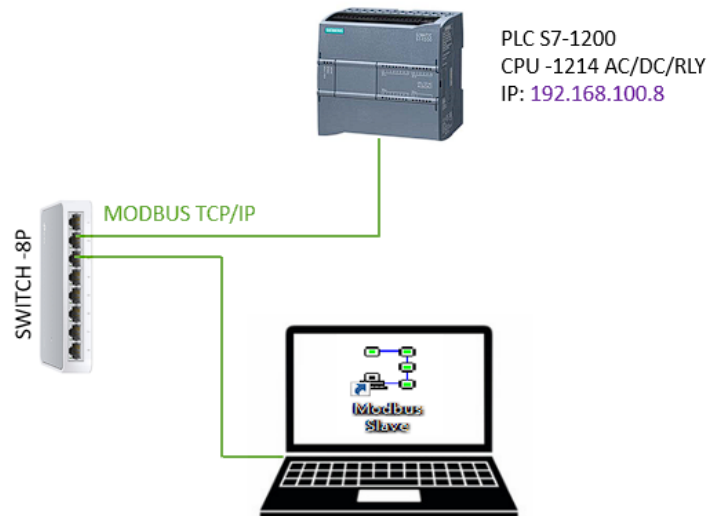 SIEMENS
PLC S7-1200
CPU -1214 AC/DC/RLY
IP: 192.168.100.8
MODBUS TCP/IP
SWITCH -8P
Modbus
Slave